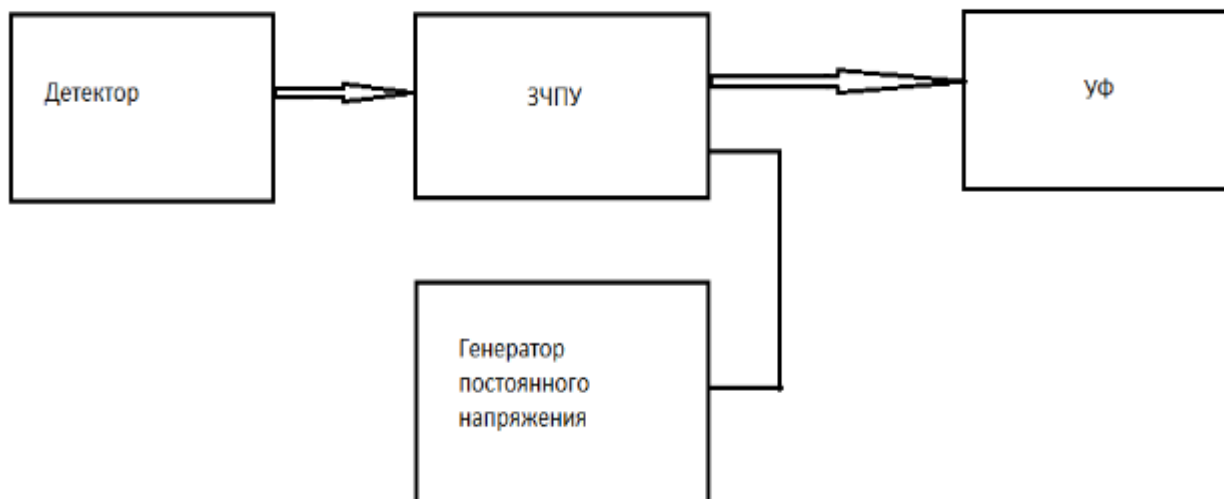 Детектор
ЗЧПУ
УФ
Генератор
постоянного
напряжения